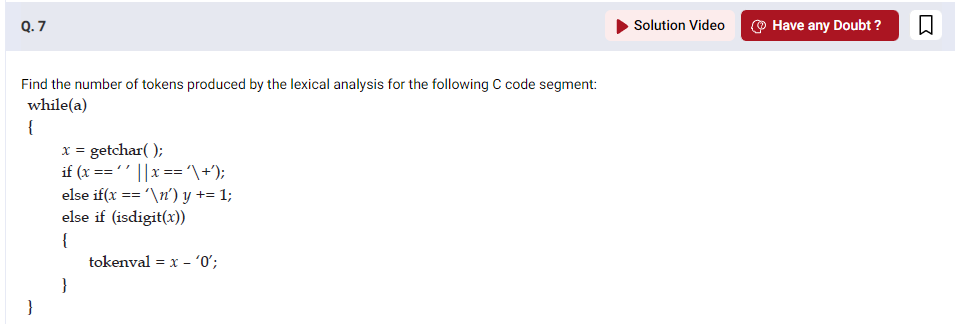 Q. 7 Solution Video Have any Doubt ?
Find the number of tokens produced by the lexical analysis for the following C code segment:
while(a)
{
x = getchar( );
if (x == ‘ ’ ||x == ‘\+’);
else if(x == ‘\n’) y += 1;
else if (isdigit(x))
{
tokenval = x – ‘0’;
}
}